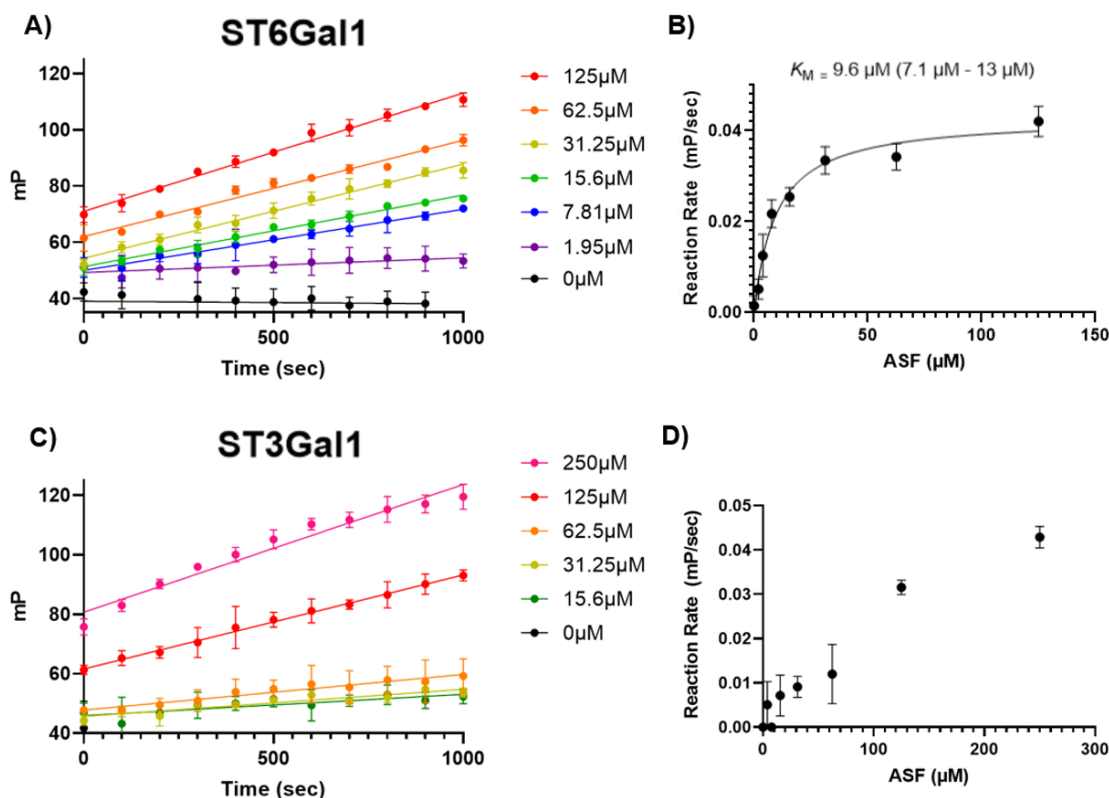 A)
ST6Gal1
mP
120
100
80
60
40
0
500
1000
Time (sec)
125µM
62.5µM
31.25µM
15.6µM
7.81µM
1.95µM
0µM
B)
KM = 9.6 µM (7.1 µM - 13 µM)
Reaction Rate (mP/sec)
0.04
0.02
0.00
0
50
100
150
ASF (µM)
C)
ST3Gal1
mP
120
100
80
60
40
0
500
1000
Time (sec)
250µM
125µM
62.5µM
31.25µM
15.6µM
0µM
D)
Reaction Rate (mP/sec)
0.05
0.04
0.03
0.02
0.01
0.00
0
100
200
300
ASF (µM)